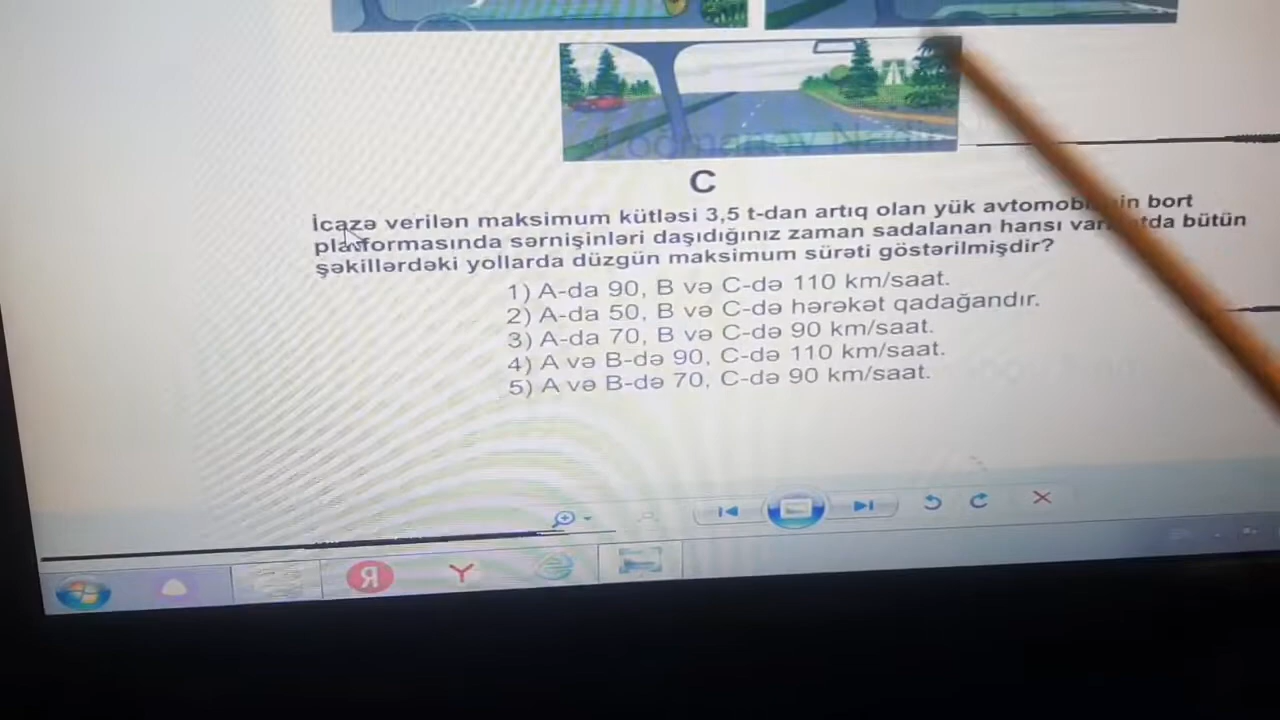 C
İcazə verilən maksimum kütləsi 3,5 t-dan artıq olan yük bort
platformasında sərnişinləri daşıdığınız zaman sadalanan hansı bütün
şəkillərdəki yollarda düzgün maksimum sürəti göstərilmişdir?
1) A-da 90, B və C-də 110 km/saat.
2) A-da 50, B və C-də hərəkət qadağandır.
3) A-da 70, B və C-də 90 km/saat.
4) A və B-də 90, C-də 110 km/saat.
5) A və B-də 70, C-də 90 km/saat.
Я
Y